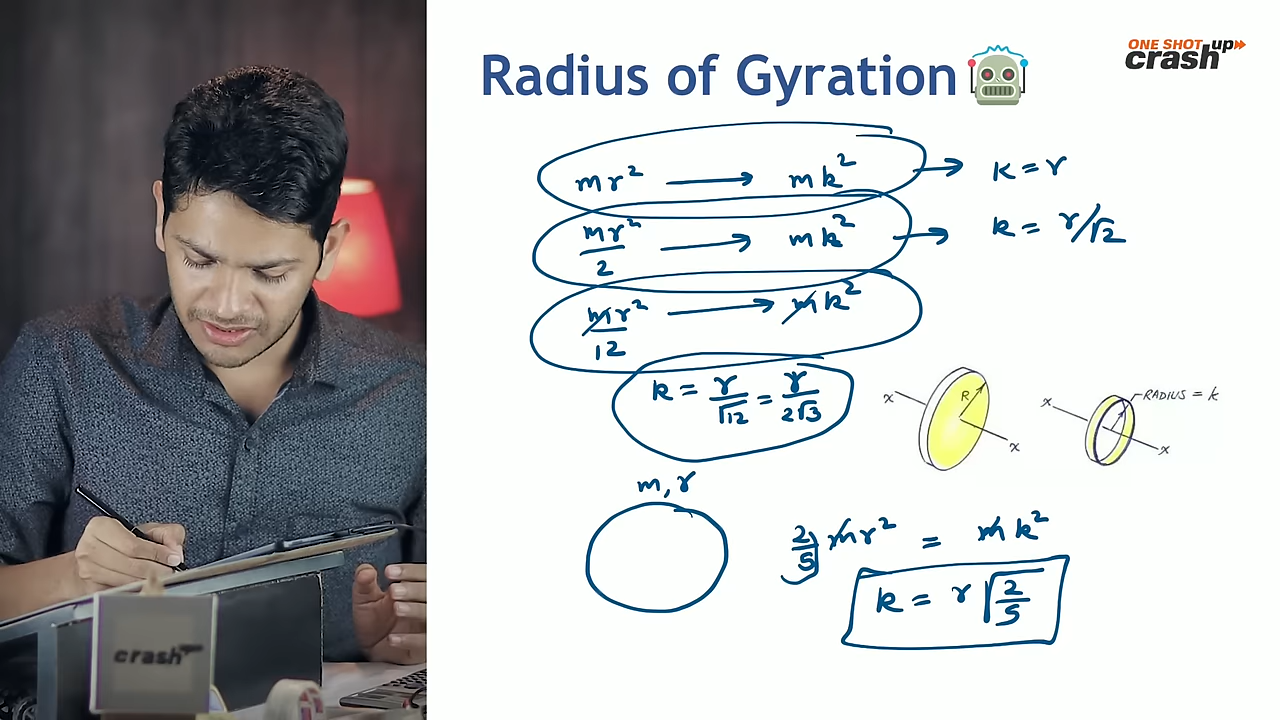 Radius of Gyration
ONE SHOT
crash up
mr² → mk² → k = r
mr²/2 → mk² → k = r/√2
mr²/12 → mk²
k = r/√12 = r/2√3
R
x
x
x
x
RADIUS = k
m, r
2/5 mr² = mk²
k = r√2/5
crash